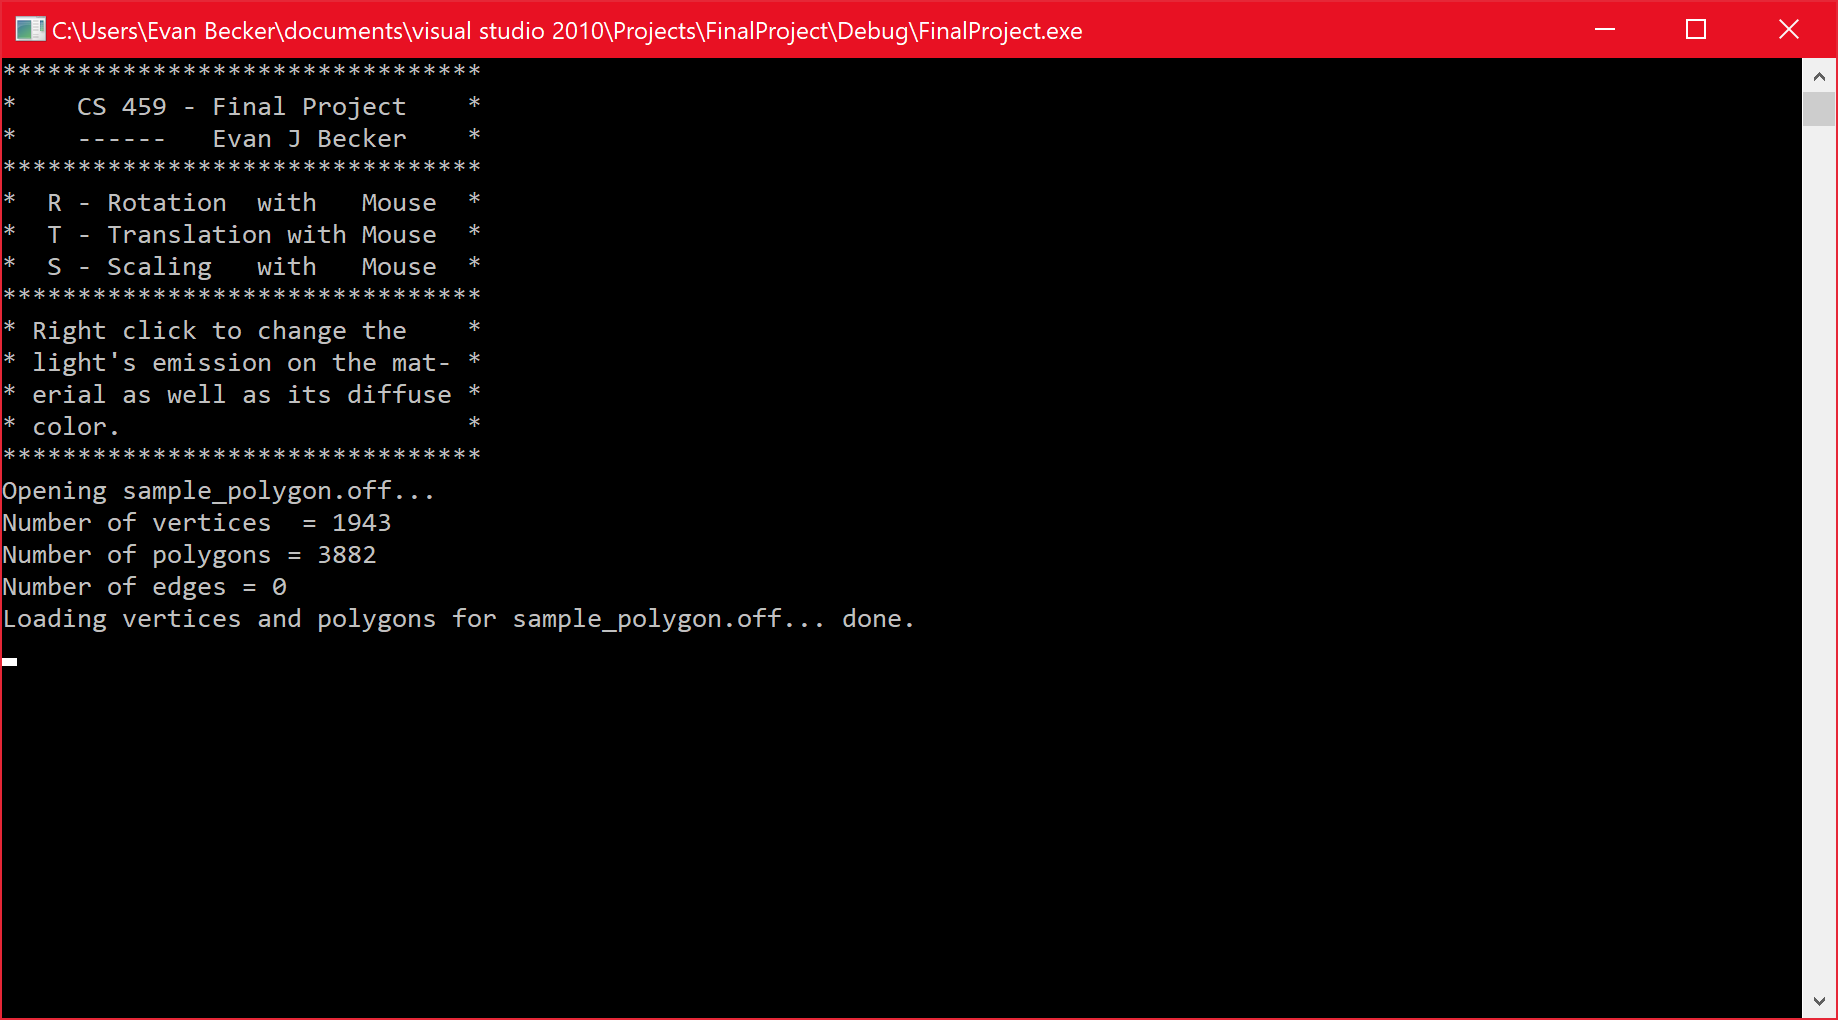 C:\Users\Evan Becker\documents\visual studio 2010\Projects\FinalProject\Debug\FinalProject.exe
********************************
*    CS 459 - Final Project    *
*    ------   Evan J Becker    *
********************************
*  R - Rotation  with   Mouse  *
*  T - Translation with Mouse  *
*  S - Scaling   with   Mouse  *
********************************
* Right click to change the    *
* light's emission on the mat- *
* erial as well as its diffuse *
* color.                       *
********************************
Opening sample_polygon.off...
Number of vertices  = 1943
Number of polygons = 3882
Number of edges = 0
Loading vertices and polygons for sample_polygon.off... done.